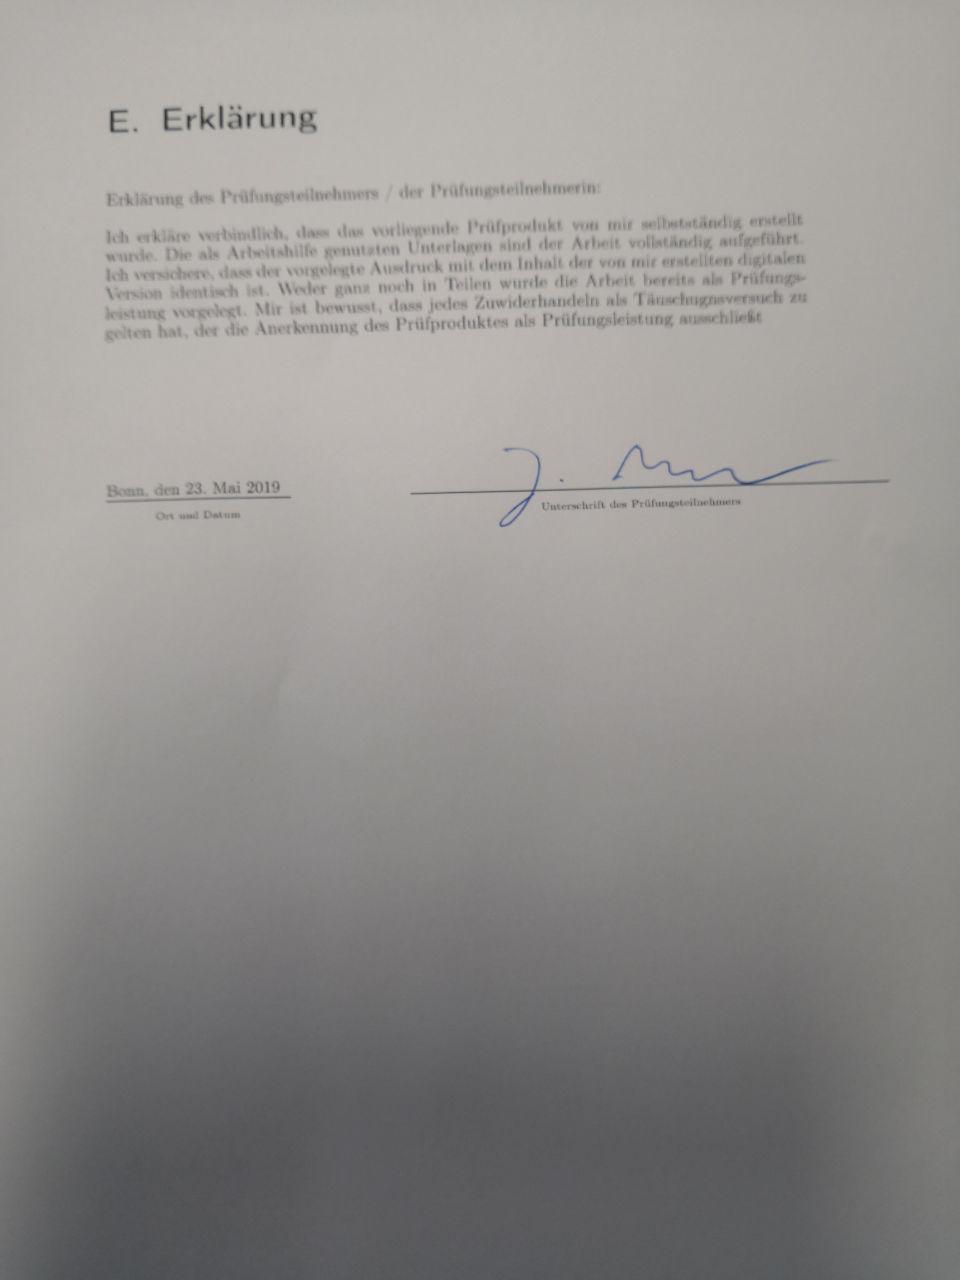 E. Erklärung
Erklärung des Prüfungsteilnehmers / der Prüfungsteilnehmerin:
Ich erkläre verbindlich, dass das vorliegende Prüfprodukt von mir selbstständig erstellt
wurde. Die als Arbeitshilfe genutzten Unterlagen sind der Arbeit vollständig aufgeführt.
Ich versichere, dass der vorgelegte Ausdruck mit dem Inhalt der von mir erstellten digitalen
Version identisch ist. Weder ganz noch in Teilen wurde die Arbeit bereits als Prüfungs-
leistung vorgelegt. Mir ist bewusst, dass jedes Zuwiderhandeln als Täuschugnsversuch zu
gelten hat, der die Anerkennung des Prüfproduktes als Prüfungsleistung ausschließt
Bonn, den 23. Mai 2019
Ort und Datum
J.
Unterschrift des Prüfungsteilnehmers